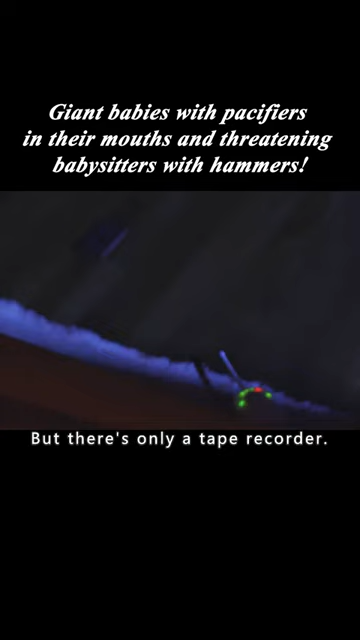 Giant babies with pacifiers
in their mouths and threatening
babysitters with hammers!
But there's only a tape recorder.